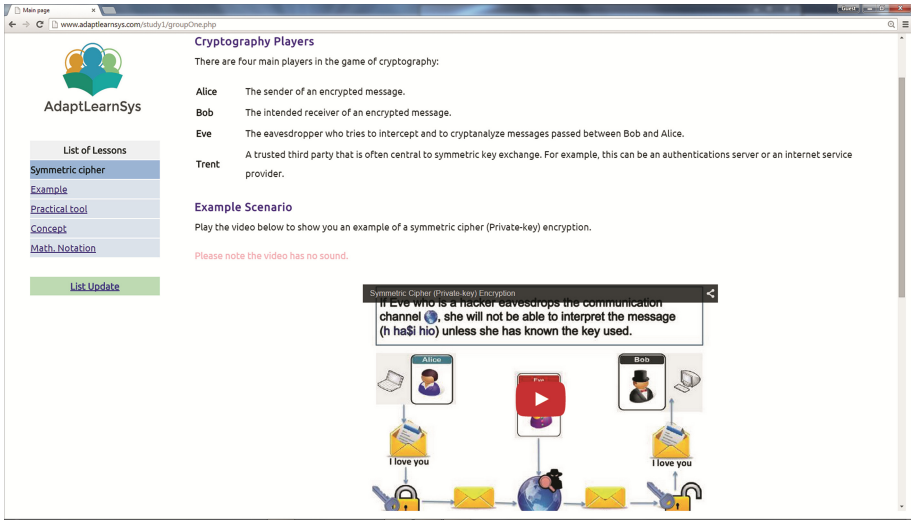 Main page
Guest
www.adaptlearnsys.com/study1/groupOne.php
AdaptLearnSys
List of Lessons
Symmetric cipher
Example
Practical tool
Concept
Math. Notation
List Update
Cryptography Players
There are four main players in the game of cryptography:
Alice The sender of an encrypted message.
Bob The intended receiver of an encrypted message.
Eve The eavesdropper who tries to intercept and to cryptanalyze messages passed between Bob and Alice.
Trent A trusted third party that is often central to symmetric key exchange. For example, this can be an authentications server or an internet service
provider.
Example Scenario
Play the video below to show you an example of a symmetric cipher (Private-key) encryption.
Please note the video has no sound.
Symmetric Cipher (Private-key) Encryption
If Eve who is a hacker eavesdrops the communication
channel , she will not be able to interpret the message
(h ha$i hio) unless she has known the key used.
Alice
Eve
Bob
I love you
I love you